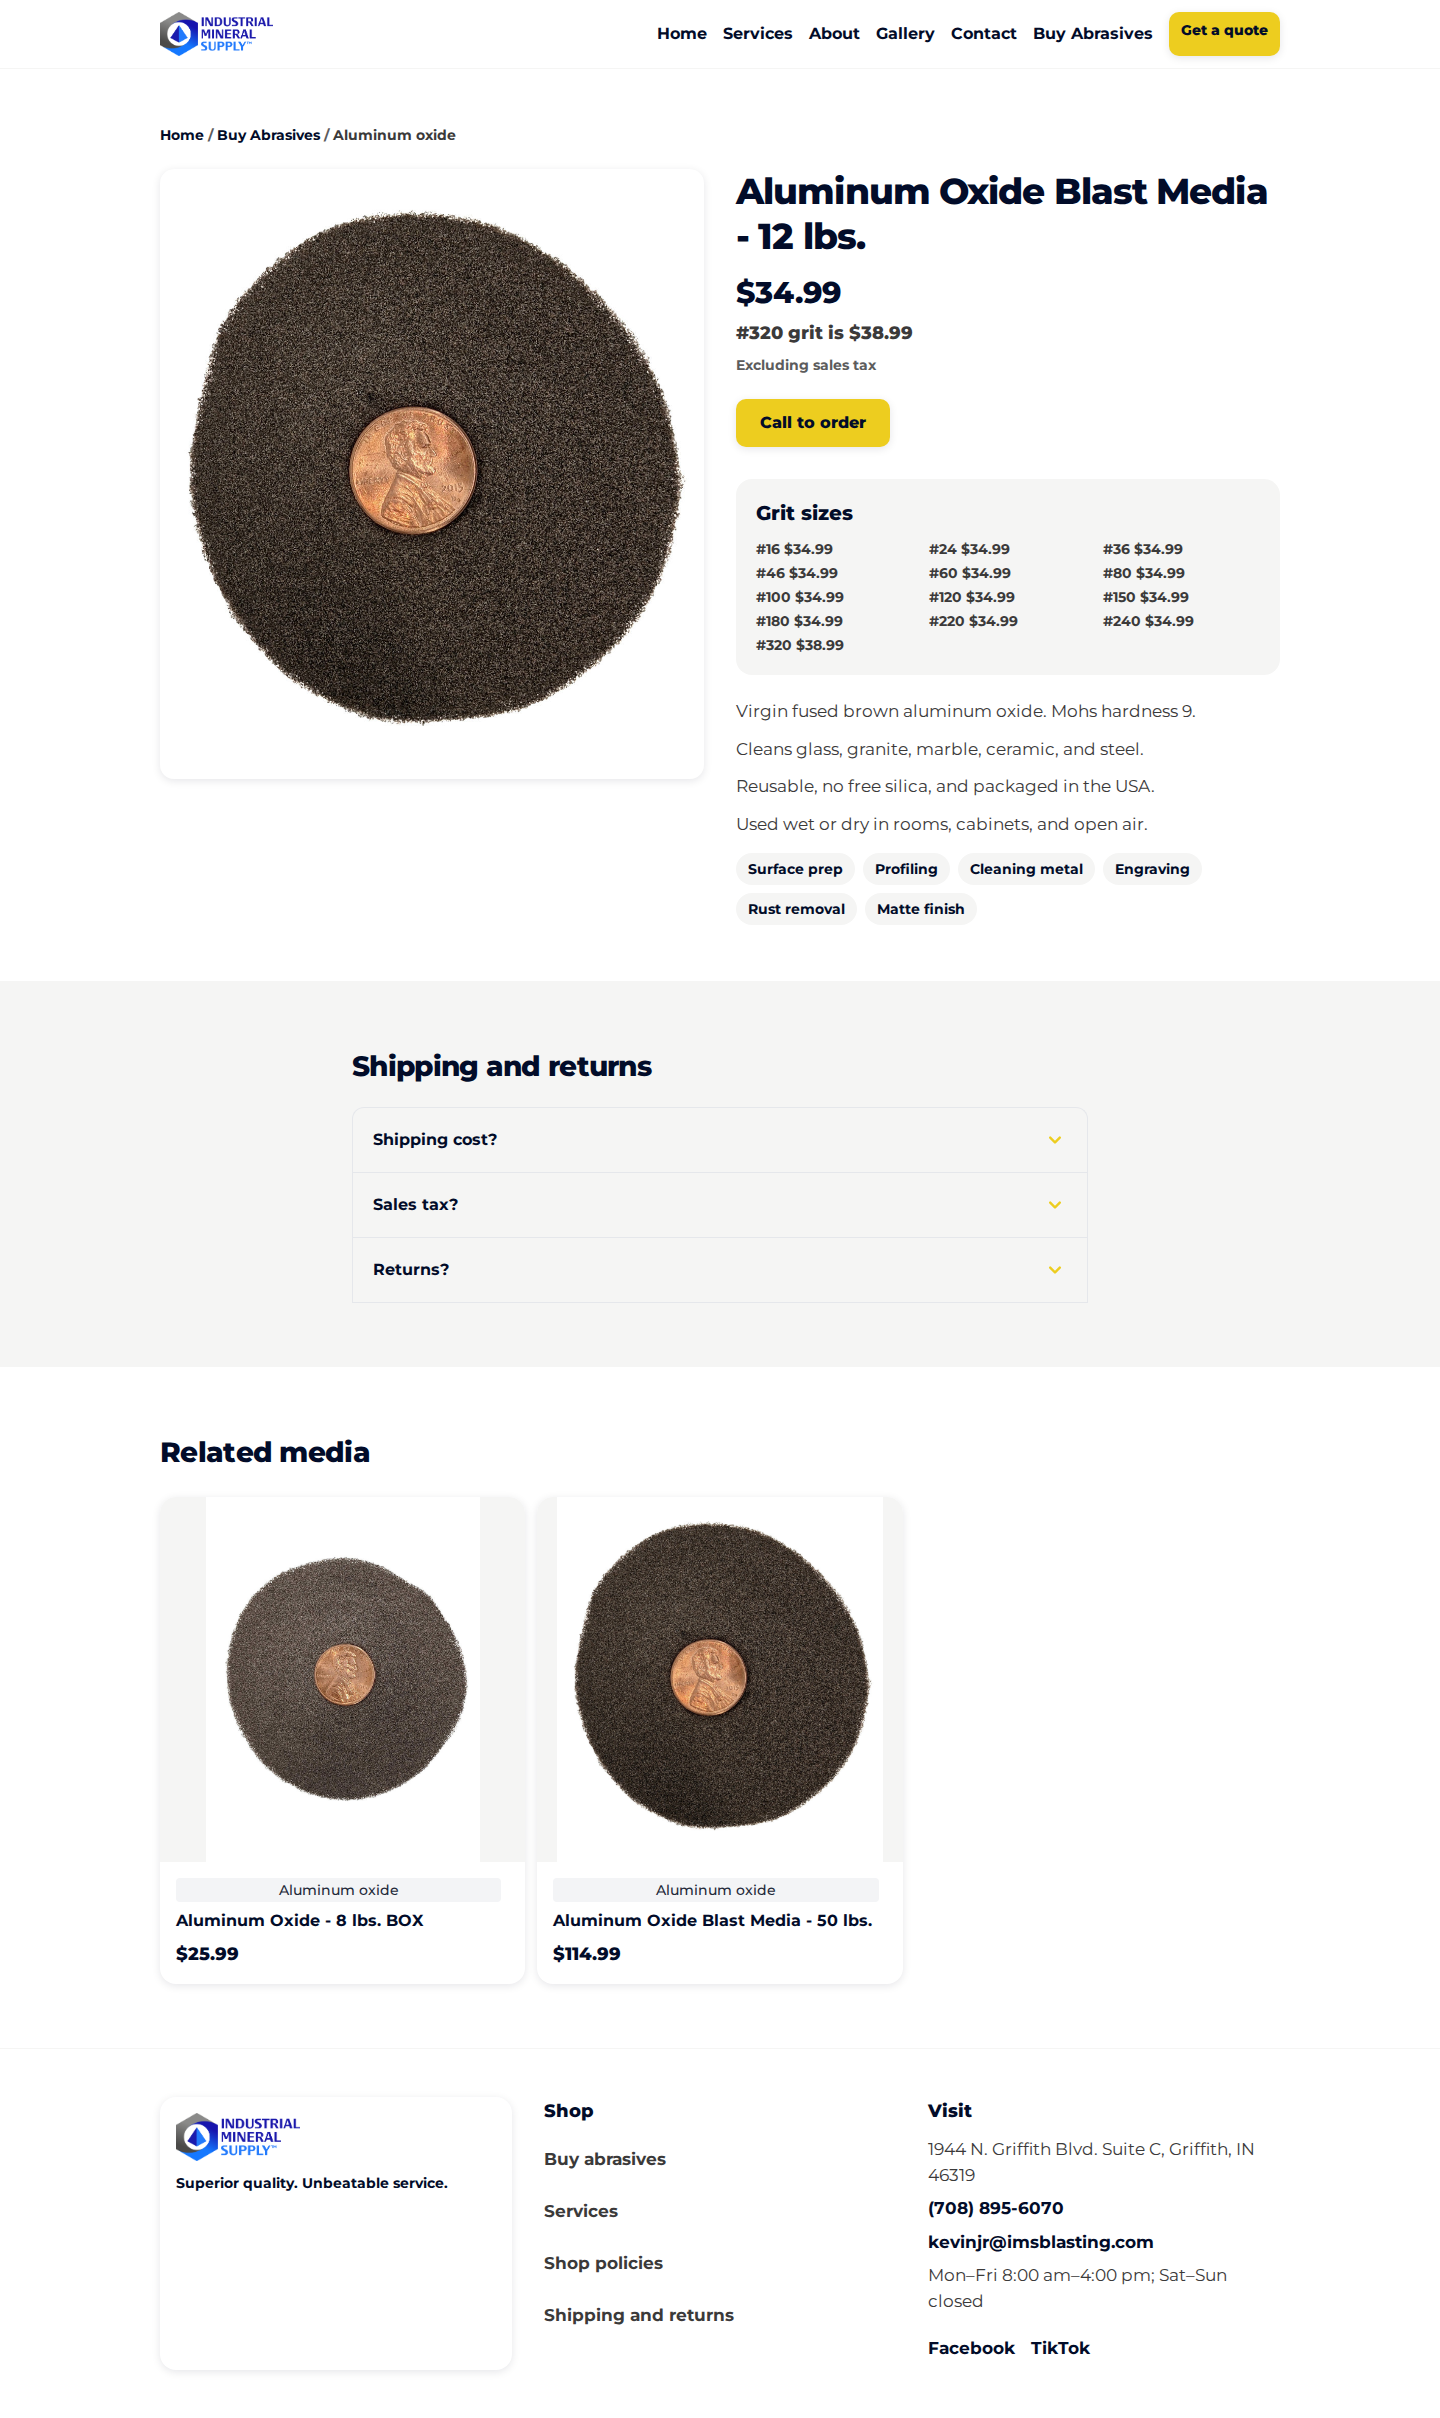 INDUSTRIAL
MINERAL
SUPPLY™
Home Services About Gallery Contact Buy Abrasives Get a quote
Home / Buy Abrasives / Aluminum oxide
Aluminum Oxide Blast Media
- 12 lbs.
$34.99
#320 grit is $38.99
Excluding sales tax
Call to order
Grit sizes
#16 $34.99 #24 $34.99 #36 $34.99
#46 $34.99 #60 $34.99 #80 $34.99
#100 $34.99 #120 $34.99 #150 $34.99
#180 $34.99 #220 $34.99 #240 $34.99
#320 $38.99
Virgin fused brown aluminum oxide. Mohs hardness 9.
Cleans glass, granite, marble, ceramic, and steel.
Reusable, no free silica, and packaged in the USA.
Used wet or dry in rooms, cabinets, and open air.
Surface prep Profiling Cleaning metal Engraving
Rust removal Matte finish
Shipping and returns
Shipping cost?
Sales tax?
Returns?
Related media
Aluminum oxide
Aluminum Oxide - 8 lbs. BOX
$25.99
Aluminum oxide
Aluminum Oxide Blast Media - 50 lbs.
$114.99
INDUSTRIAL
MINERAL
SUPPLY™
Superior quality. Unbeatable service.
Shop
Buy abrasives
Services
Shop policies
Shipping and returns
Visit
1944 N. Griffith Blvd. Suite C, Griffith, IN
46319
(708) 895-6070
kevinjr@imsblasting.com
Mon–Fri 8:00 am–4:00 pm; Sat–Sun
closed
Facebook TikTok